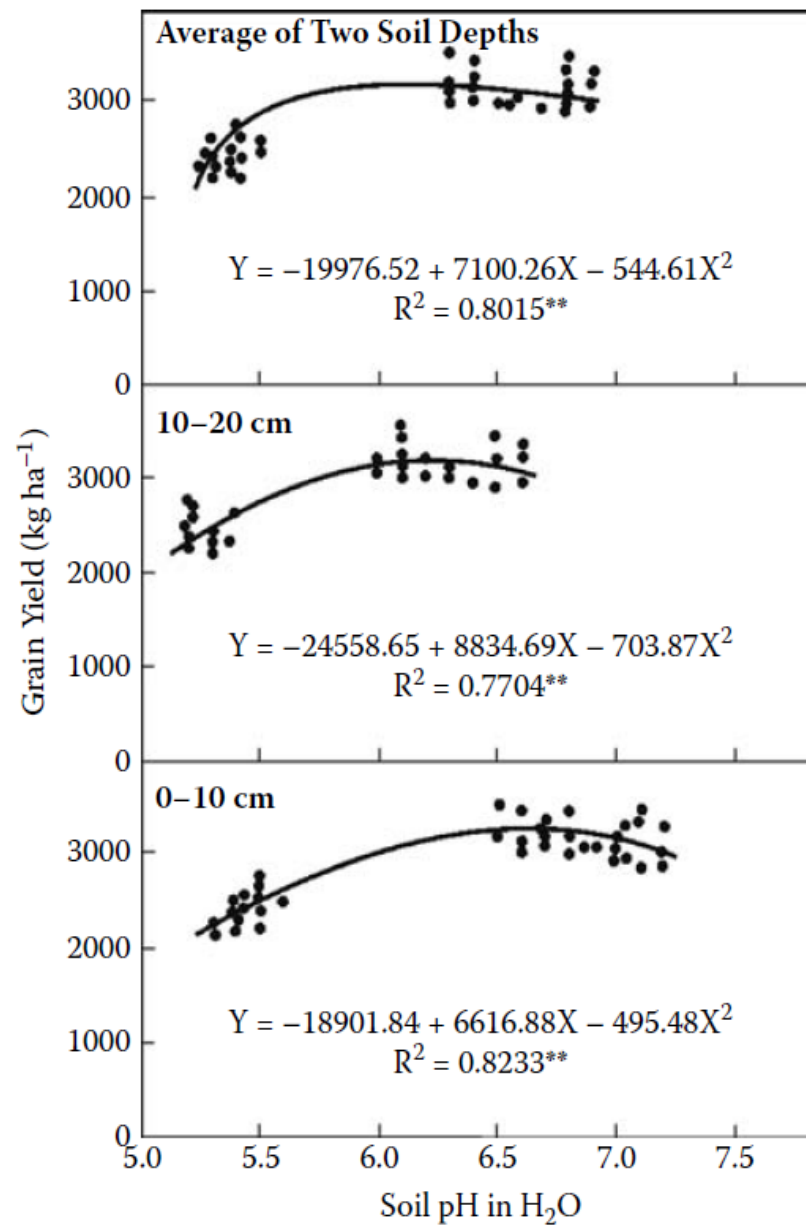 Average of Two Soil Depths
3000
2000
1000
0
Y = −19976.52 + 7100.26X − 544.61X²
R² = 0.8015**
10–20 cm
3000
2000
1000
0
Y = −24558.65 + 8834.69X − 703.87X²
R² = 0.7704**
0–10 cm
3000
2000
1000
0
Y = −18901.84 + 6616.88X − 495.48X²
R² = 0.8233**
5.0 5.5 6.0 6.5 7.0 7.5
Soil pH in H₂O
Grain Yield (kg ha⁻¹)